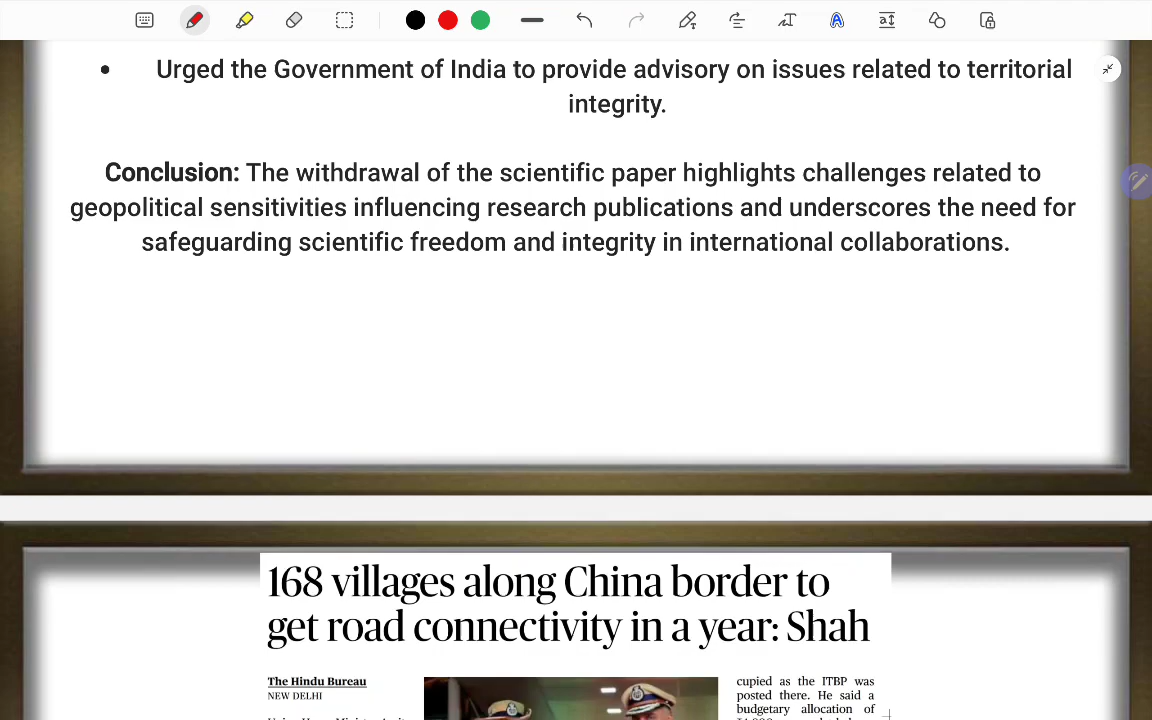 • Urged the Government of India to provide advisory on issues related to territorial
integrity.
Conclusion: The withdrawal of the scientific paper highlights challenges related to
geopolitical sensitivities influencing research publications and underscores the need for
safeguarding scientific freedom and integrity in international collaborations.
168 villages along China border to
get road connectivity in a year: Shah
The Hindu Bureau
NEW DELHI
cupied as the ITBP was
posted there. He said a
budgetary allocation of